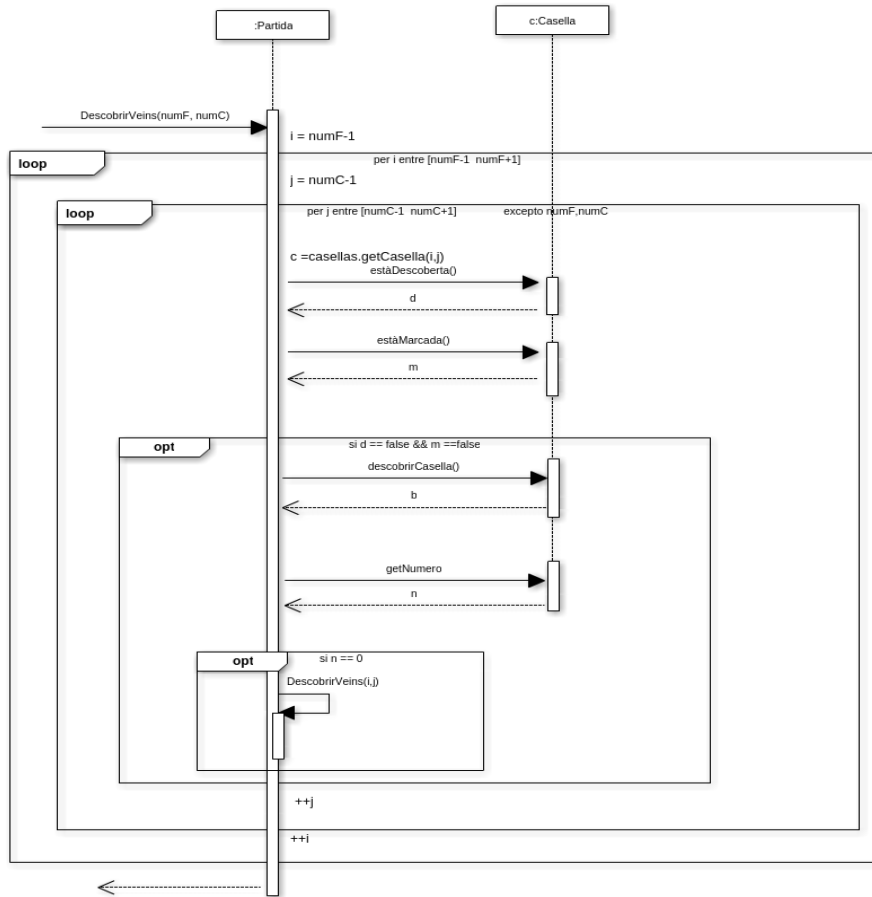 :Partida
c:Casella
DescobrirVeins(numF, numC)
i = numF-1
loop
per i entre [numF-1 numF+1]
j = numC-1
loop
per j entre [numC-1 numC+1]
excepto numF,numC
c =casellas.getCasella(i,j)
estàDescoberta()
d
estàMarcada()
m
opt
si d == false && m ==false
descobrirCasella()
b
getNumero
n
opt
si n == 0
DescobrirVeins(i,j)
++j
++i